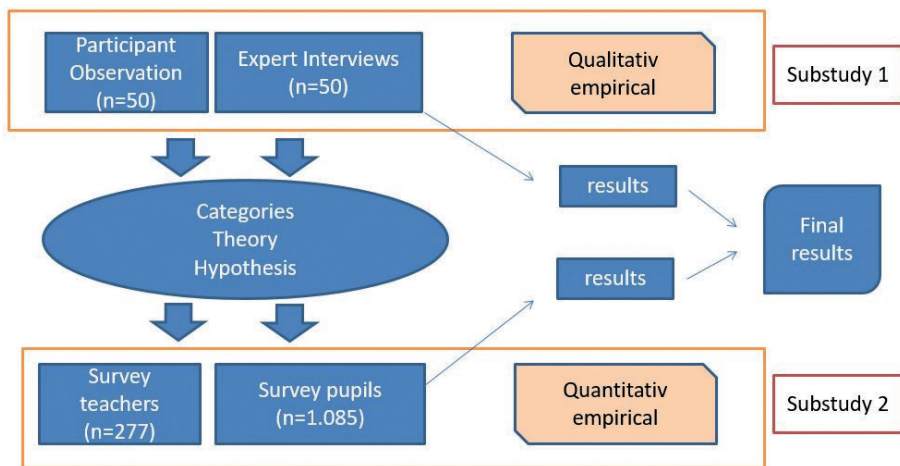 Participant
Observation
(n=50)
Expert Interviews
(n=50)
Qualitativ
empirical
Substudy 1
Categories
Theory
Hypothesis
results
results
Final
results
Survey
teachers
(n=277)
Survey pupils
(n=1.085)
Quantitativ
empirical
Substudy 2